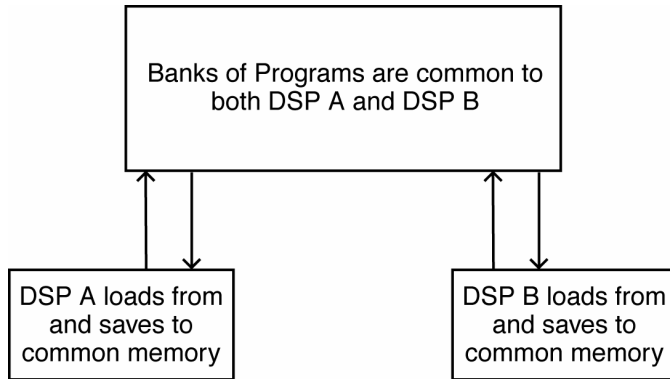 Banks of Programs are common to
both DSP A and DSP B
DSP A loads from
and saves to
common memory
DSP B loads from
and saves to
common memory